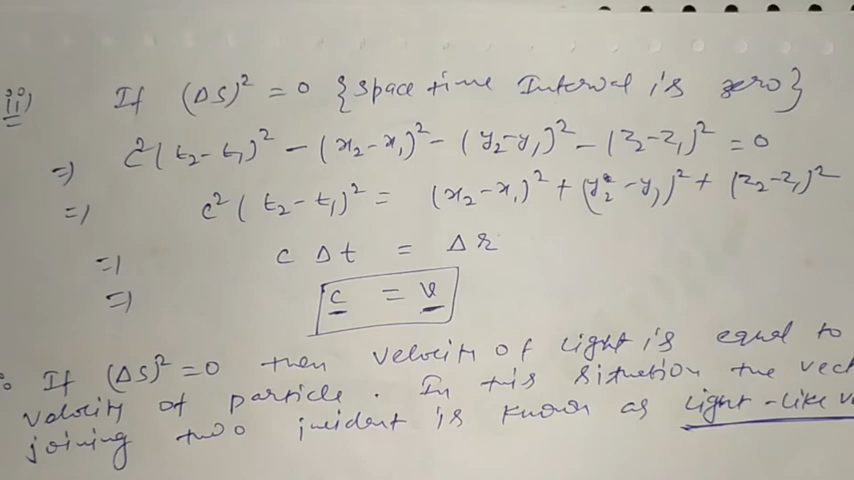 ii) If (Δs)² = 0 {Space time Interval is zero}
=> c²(t₂-t₁)² - (x₂-x₁)² - (y₂-y₁)² - (z₂-z₁)² = 0
=> c²(t₂-t₁)² = (x₂-x₁)² + (y₂-y₁)² + (z₂-z₁)²
=> c Δt = Δr
=> c = v
If (Δs)² = 0 then velocity of light is equal to
velocity of particle. In this situation the vect
joining two incident is known as light-like v